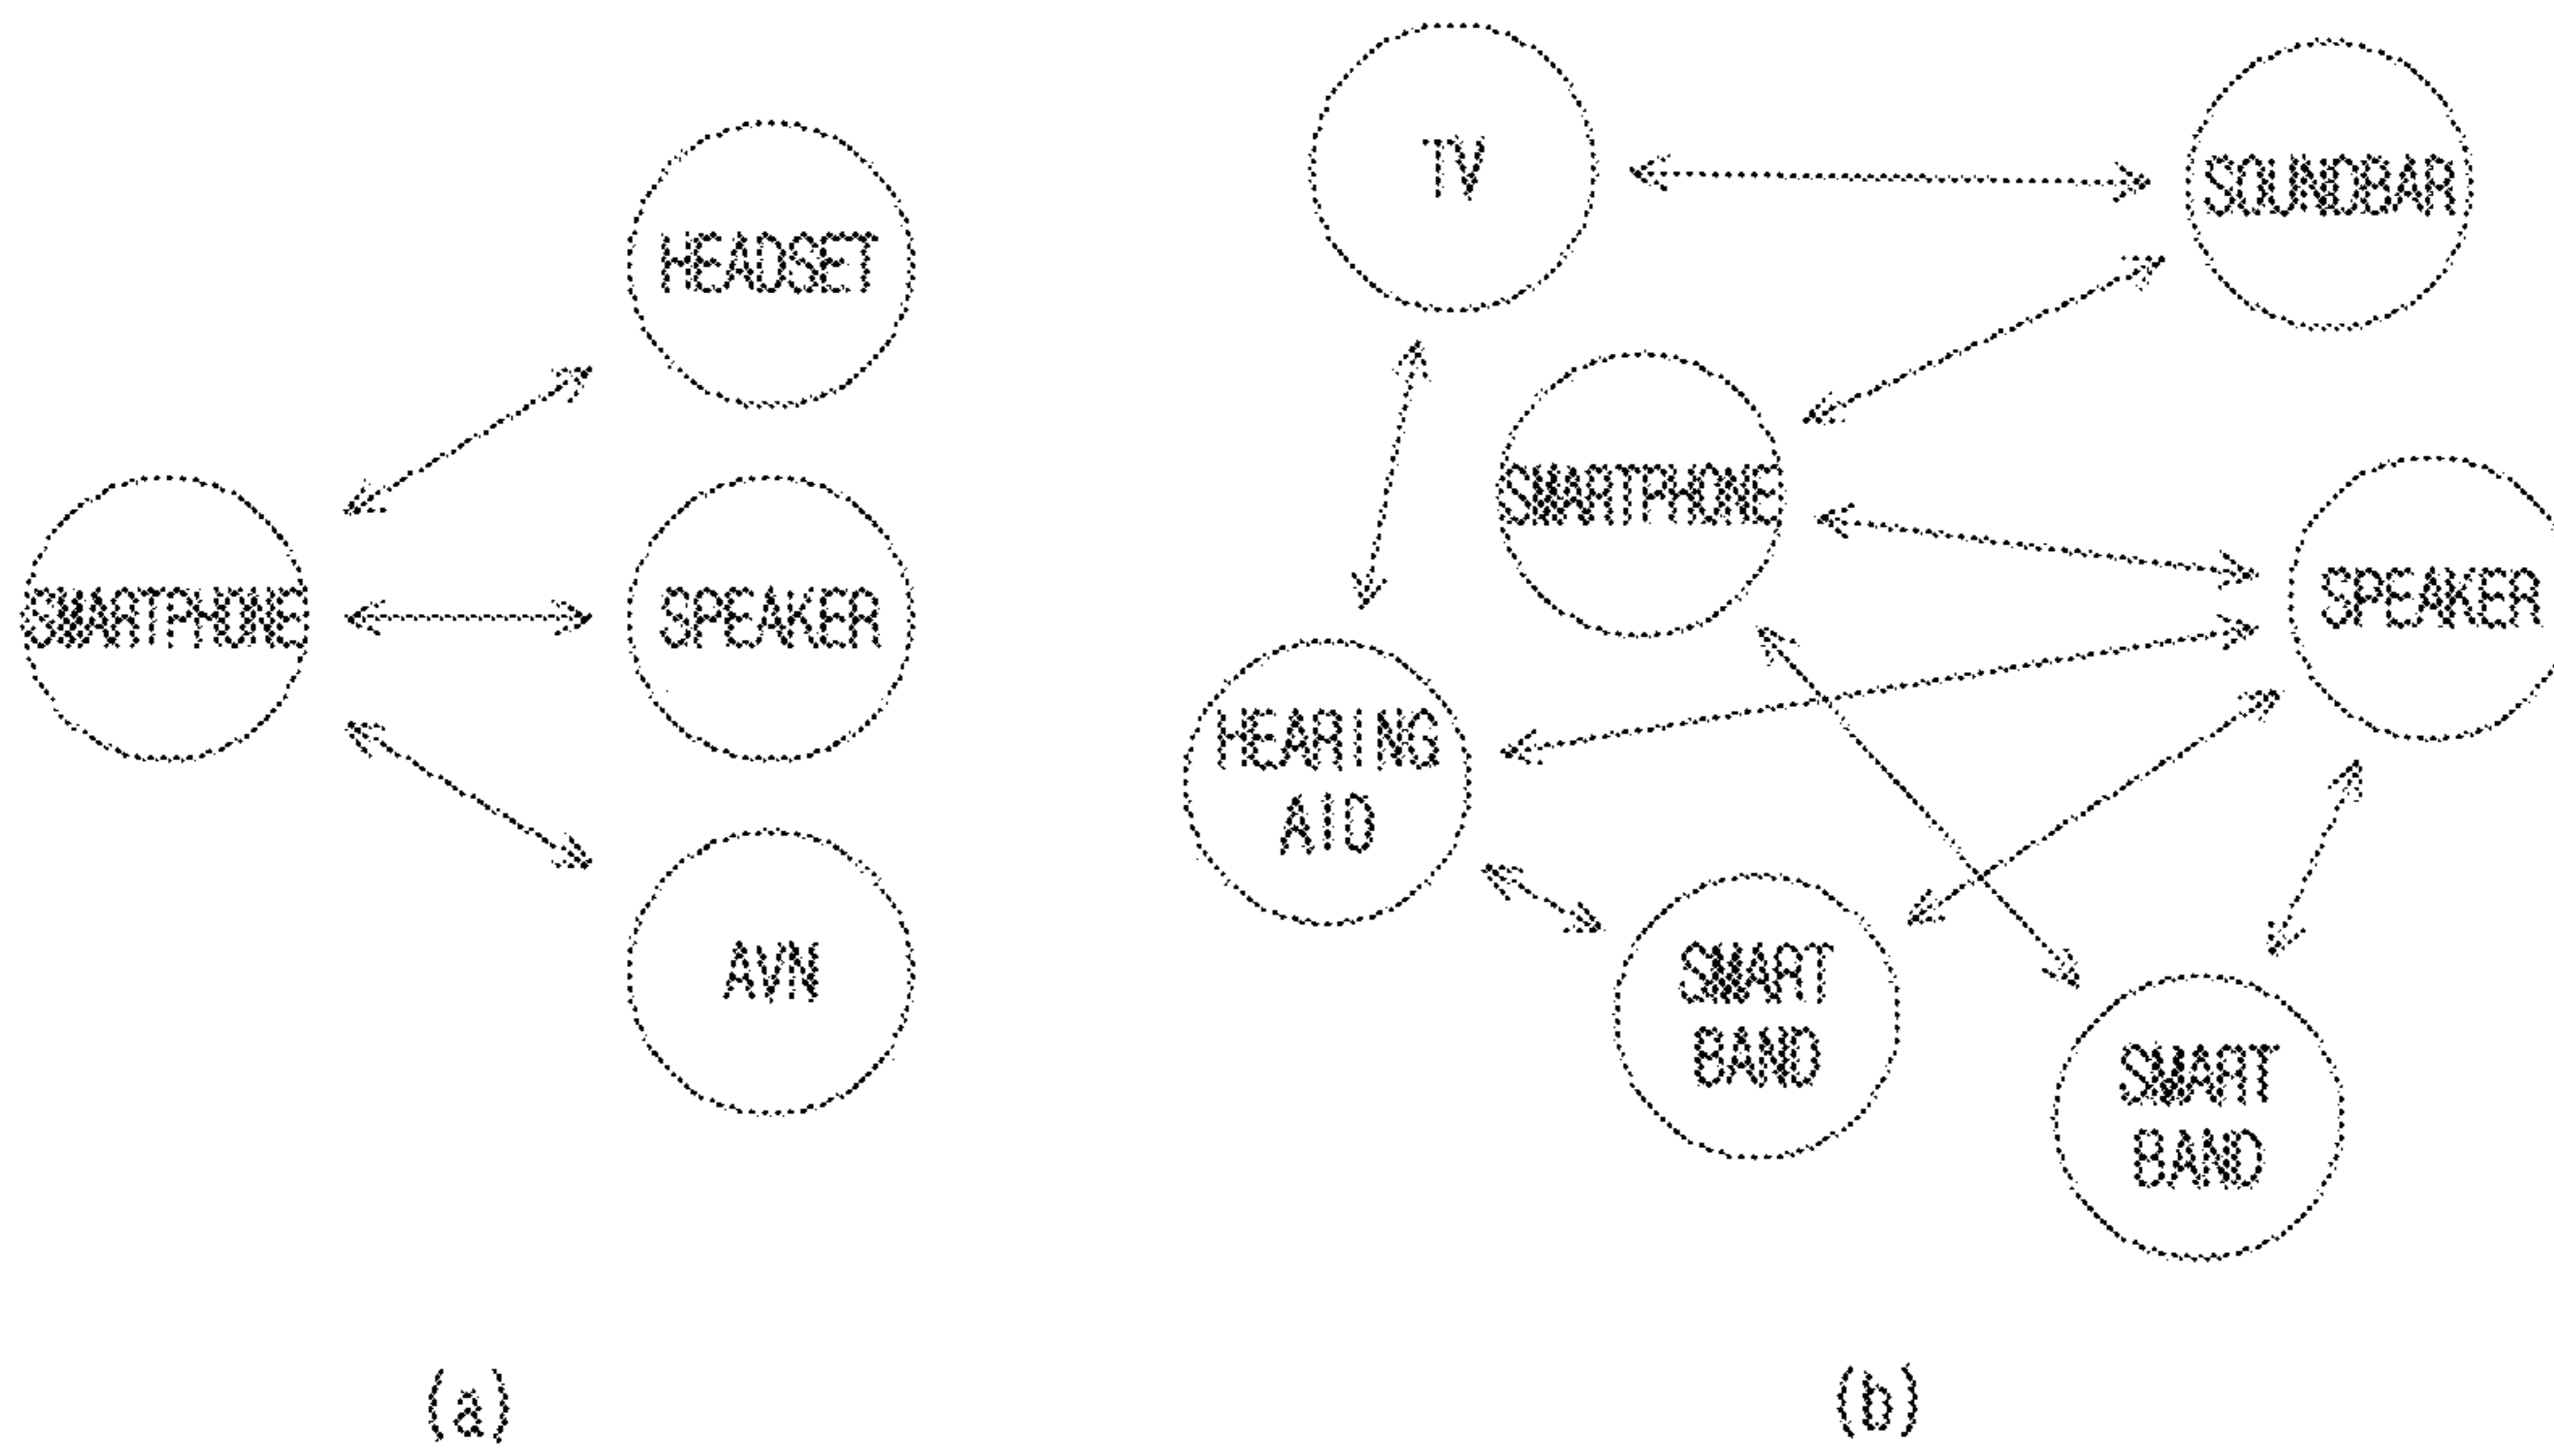 HEADSET
SMARTPHONE
SPEAKER
AVN
(a)
TV
SOUNDBAR
SMARTPHONE
SPEAKER
HEARING
AID
SMART
BAND
SMART
BAND
(b)